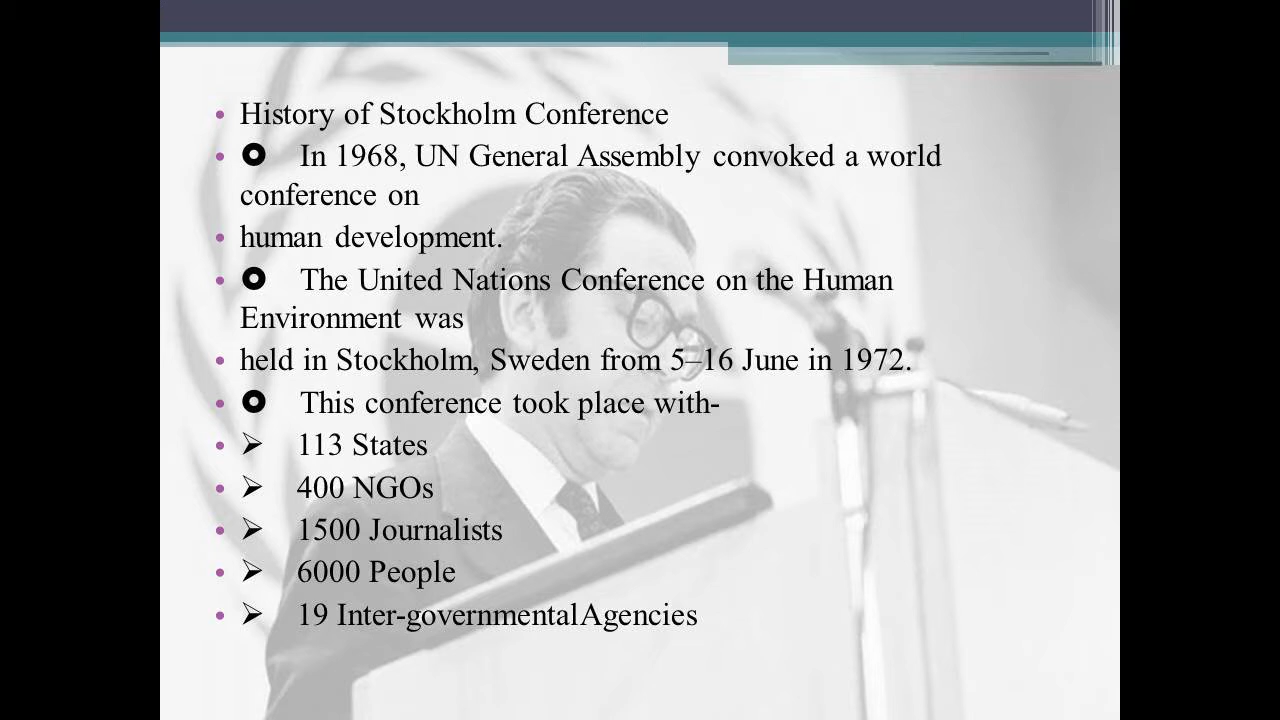 • History of Stockholm Conference
• 🞇 In 1968, UN General Assembly convoked a world
conference on
• human development.
• 🞇 The United Nations Conference on the Human
Environment was
• held in Stockholm, Sweden from 5–16 June in 1972.
• 🞇 This conference took place with-
• ➢ 113 States
• ➢ 400 NGOs
• ➢ 1500 Journalists
• ➢ 6000 People
• ➢ 19 Inter-governmentalAgencies